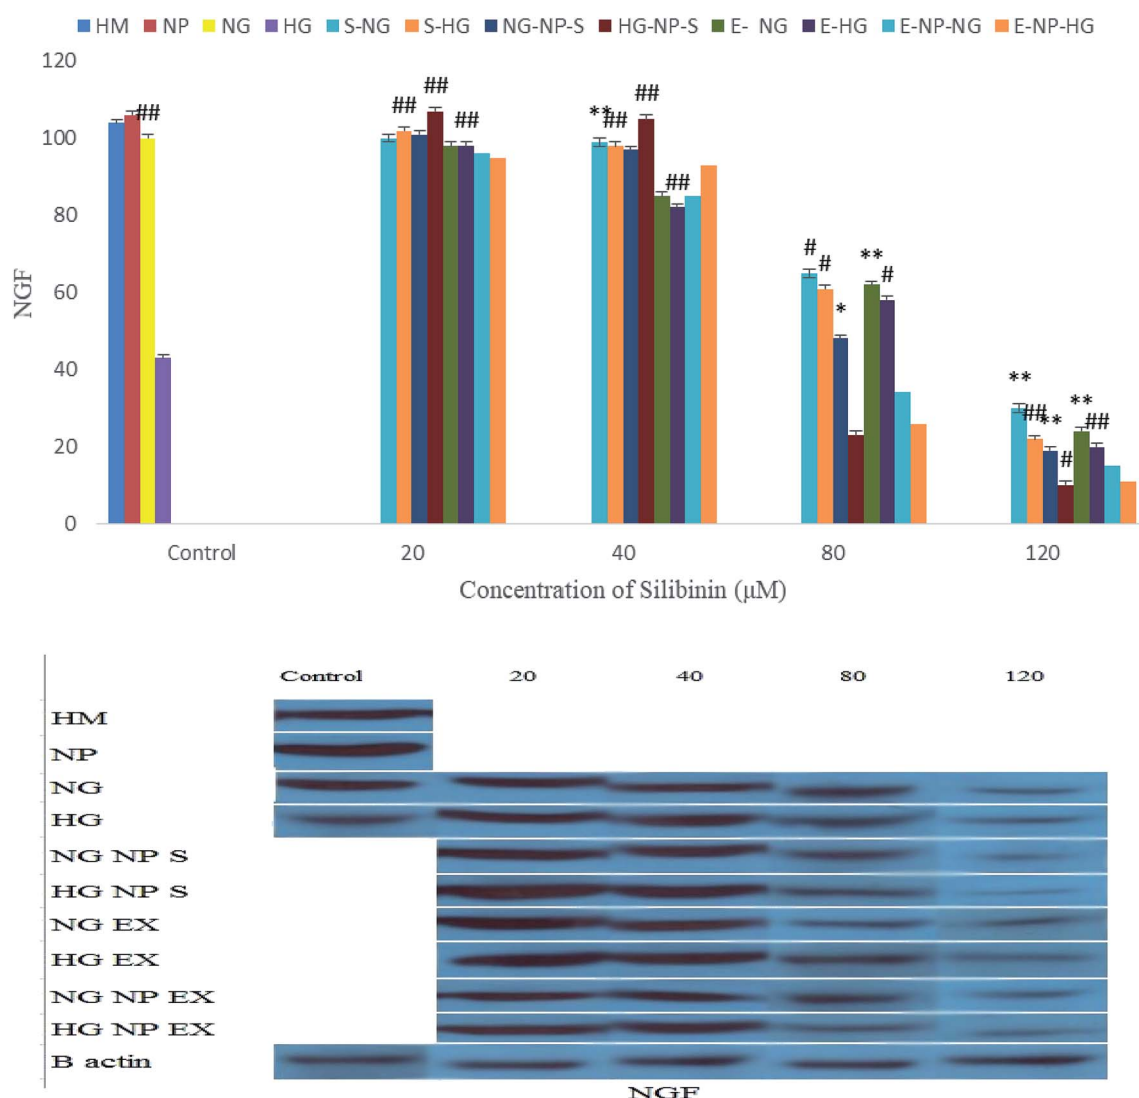 HM NP NG HG S-NG S-HG NG-NP-S HG-NP-S E- NG E-HG E-NP-NG E-NP-HG
120
##
##
##
##
##
**
##
100
##
80
#
#
**
#
NGF
60
*
40
**
##
**
**
##
#
20
0
Control 20 40 80 120
Concentration of Silibinin (μM)
Control 20 40 80 120
HM
NP
NG
HG
NG NP S
HG NP S
NG EX
HG EX
NG NP EX
HG NP EX
B actin
NGF